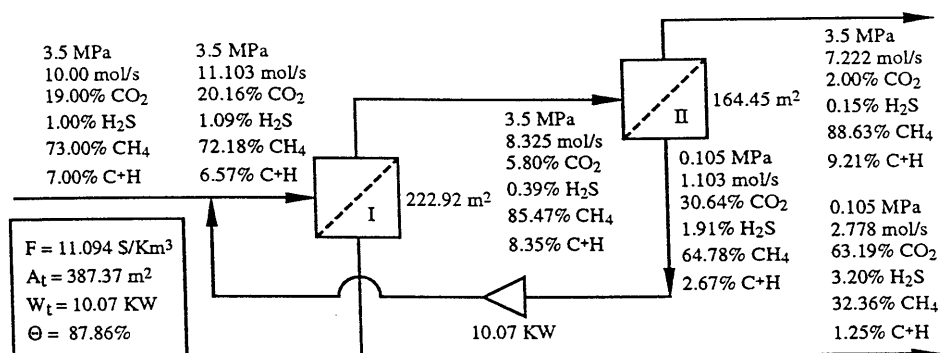 3.5 MPa
10.00 mol/s
19.00% CO₂
1.00% H₂S
73.00% CH₄
7.00% C+H
3.5 MPa
11.103 mol/s
20.16% CO₂
1.09% H₂S
72.18% CH₄
6.57% C+H
I
222.92 m²
3.5 MPa
8.325 mol/s
5.80% CO₂
0.39% H₂S
85.47% CH₄
8.35% C+H
II
164.45 m²
3.5 MPa
7.222 mol/s
2.00% CO₂
0.15% H₂S
88.63% CH₄
9.21% C+H
0.105 MPa
1.103 mol/s
30.64% CO₂
1.91% H₂S
64.78% CH₄
2.67% C+H
0.105 MPa
2.778 mol/s
63.19% CO₂
3.20% H₂S
32.36% CH₄
1.25% C+H
10.07 KW
F = 11.094 $/Km³
Aₜ = 387.37 m²
Wₜ = 10.07 KW
Θ = 87.86%